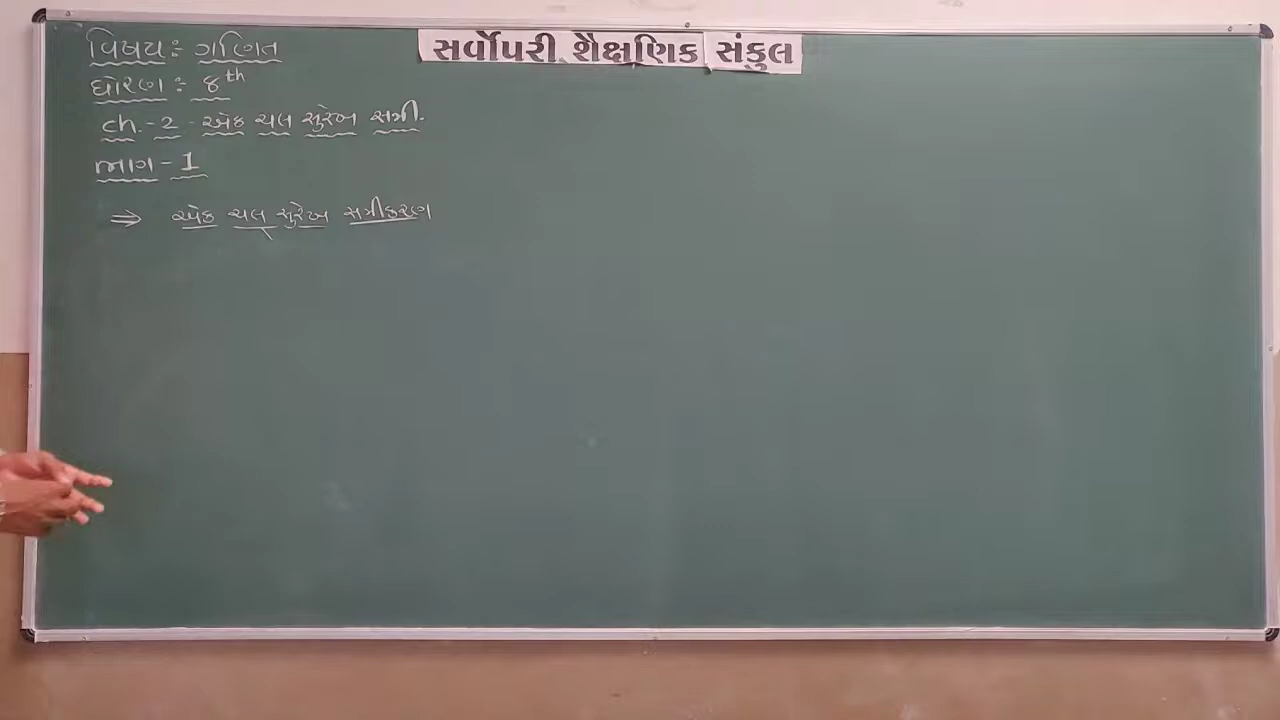 સર્વોપરી શૈક્ષણિક સંકુલ
વિષય : ગણિત
ધોરણ : 8th
ch.-2 - એક ચલ સુરેખ સમી.
ભાગ - 1
⇒ એક ચલ સુરેખ સમીકરણ